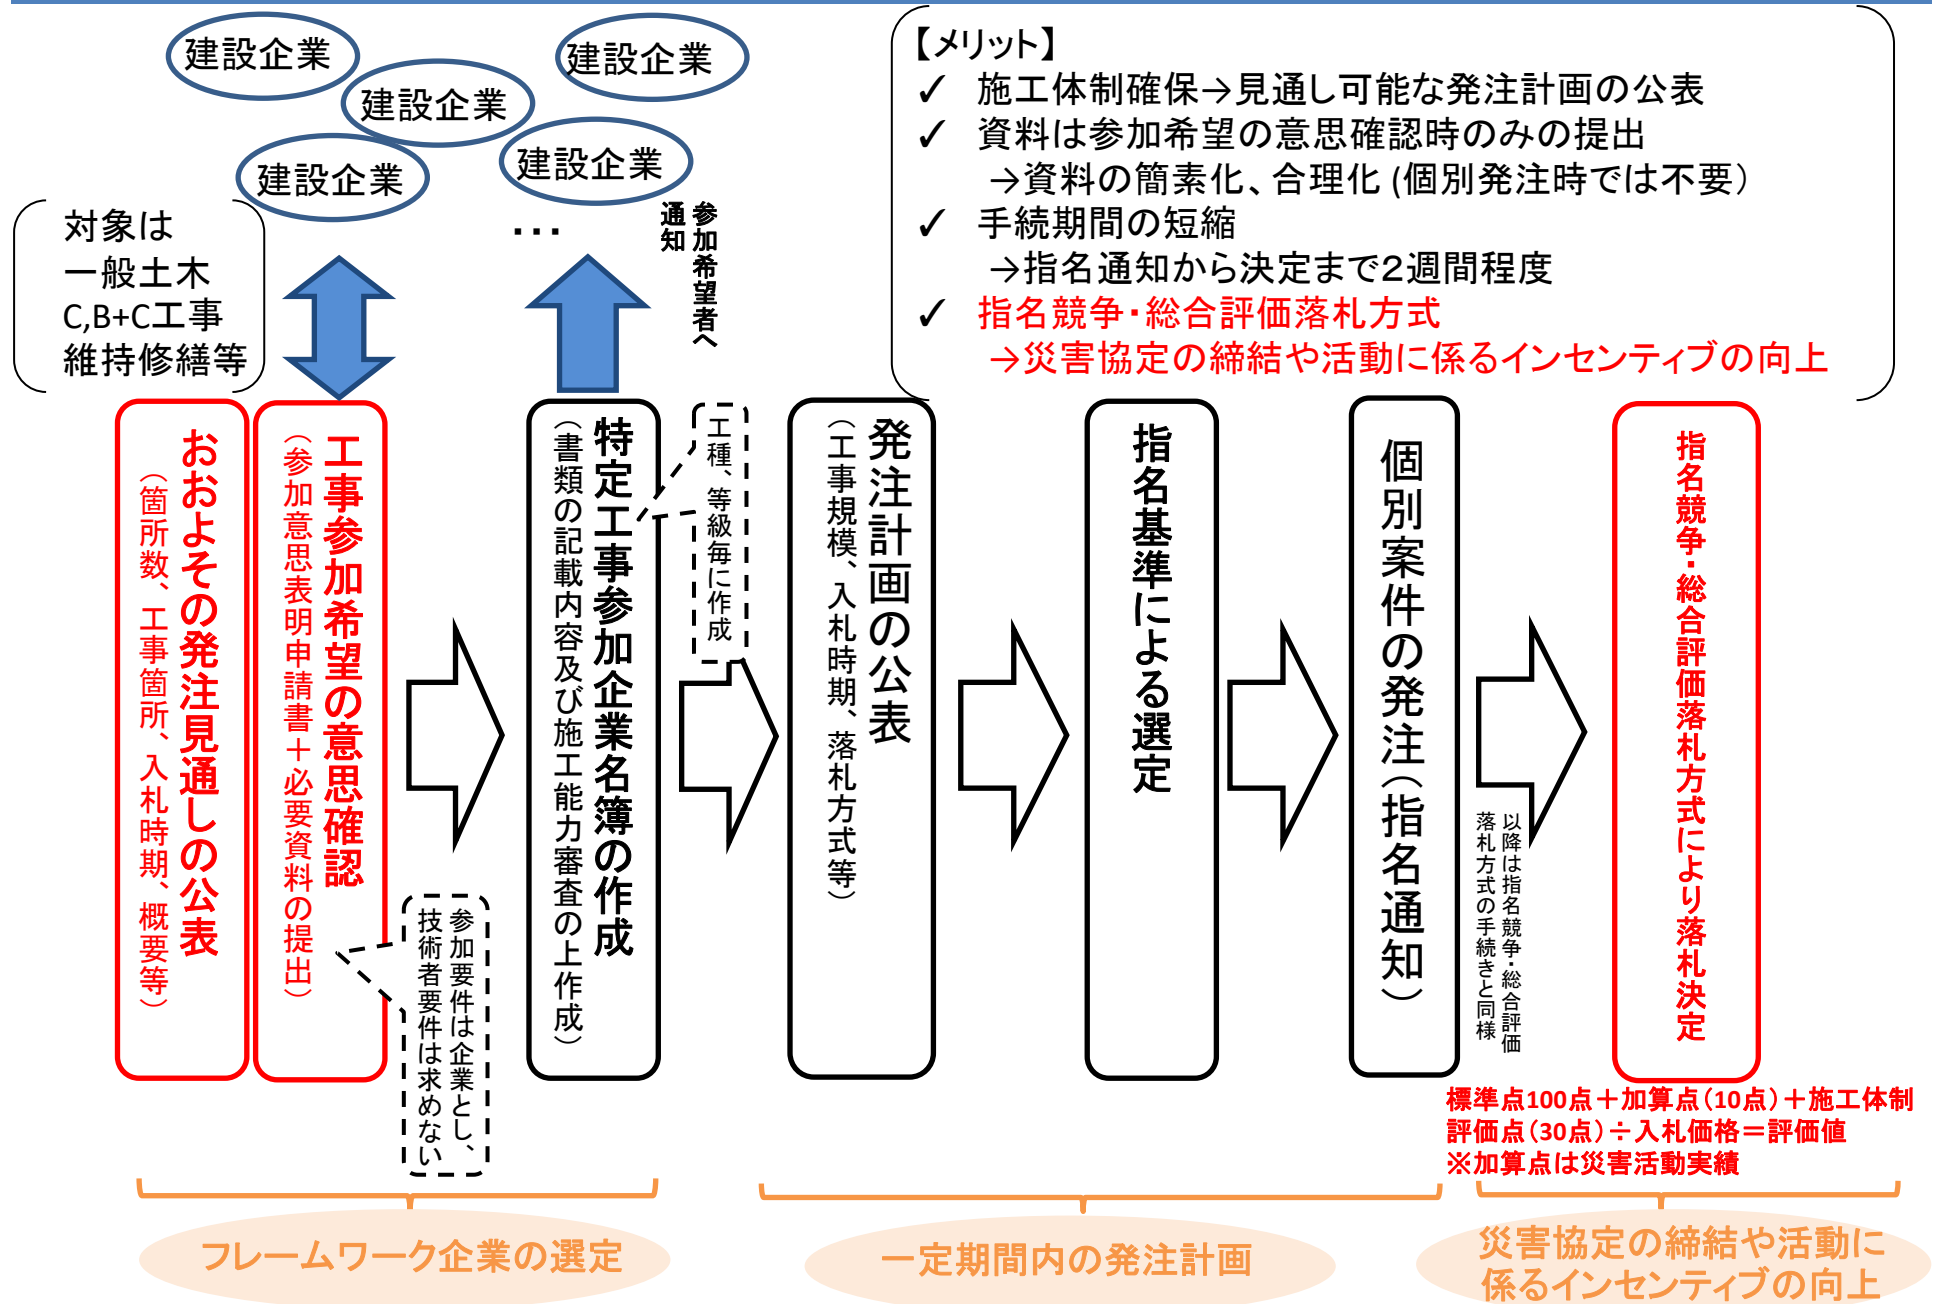 建設企業
建設企業
建設企業
建設企業
建設企業
・・・
対象は
一般土木
C,B+C工事
維持修繕等
参加希望者へ
通知
【メリット】
✓ 施工体制確保→見通し可能な発注計画の公表
✓ 資料は参加希望の意思確認時のみの提出
→資料の簡素化、合理化 (個別発注時では不要)
✓ 手続期間の短縮
→指名通知から決定まで2週間程度
✓ 指名競争・総合評価落札方式
→災害協定の締結や活動に係るインセンティブの向上
おおよその発注見通しの公表
(箇所数、工事箇所、入札時期、概要等)
工事参加希望の意思確認
(参加意思表明申請書+必要資料の提出)
参加要件は企業とし、
技術者要件は求めない
特定工事参加企業名簿の作成
(書類の記載内容及び施工能力審査の上作成)
工種、等級毎に作成
発注計画の公表
(工事規模、入札時期、落札方式等)
指名基準による選定
個別案件の発注(指名通知)
以降は指名競争・総合評価
落札方式の手続きと同様
指名競争・総合評価落札方式により落札決定
標準点100点+加算点(10点)+施工体制
評価点(30点)÷入札価格=評価値
※加算点は災害活動実績
フレームワーク企業の選定
一定期間内の発注計画
災害協定の締結や活動に
係るインセンティブの向上